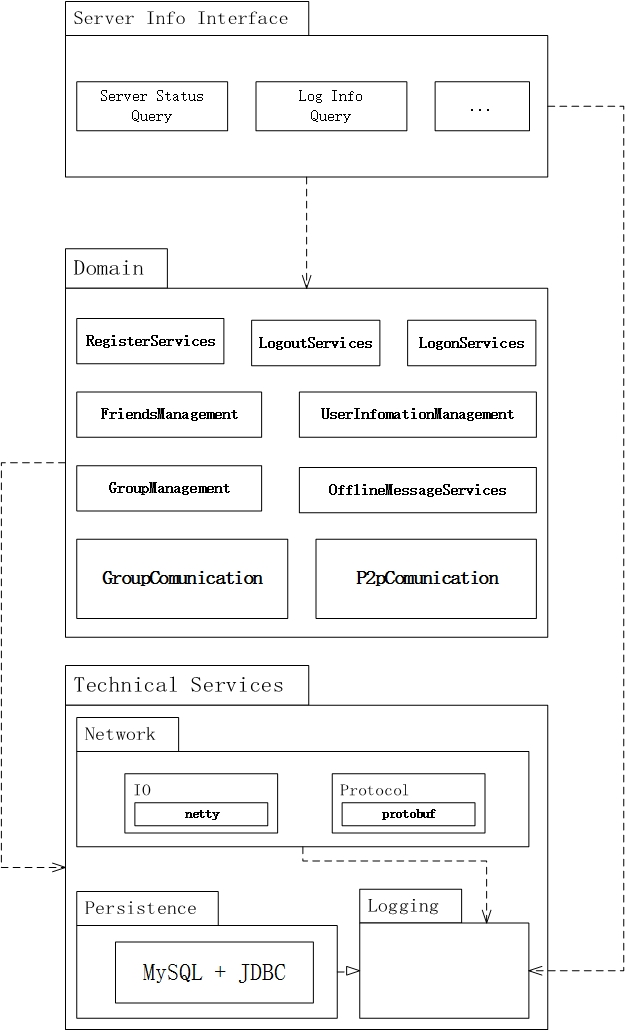 Server Info Interface
Server Status
Query
Log Info
Query
...
Domain
RegisterServices
LogoutServices
LogonServices
FriendsManagement
UserInfomationManagement
GroupManagement
OfflineMessageServices
GroupComunication
P2pComunication
Technical Services
Network
IO
netty
Protocol
protobuf
Persistence
MySQL + JDBC
Logging